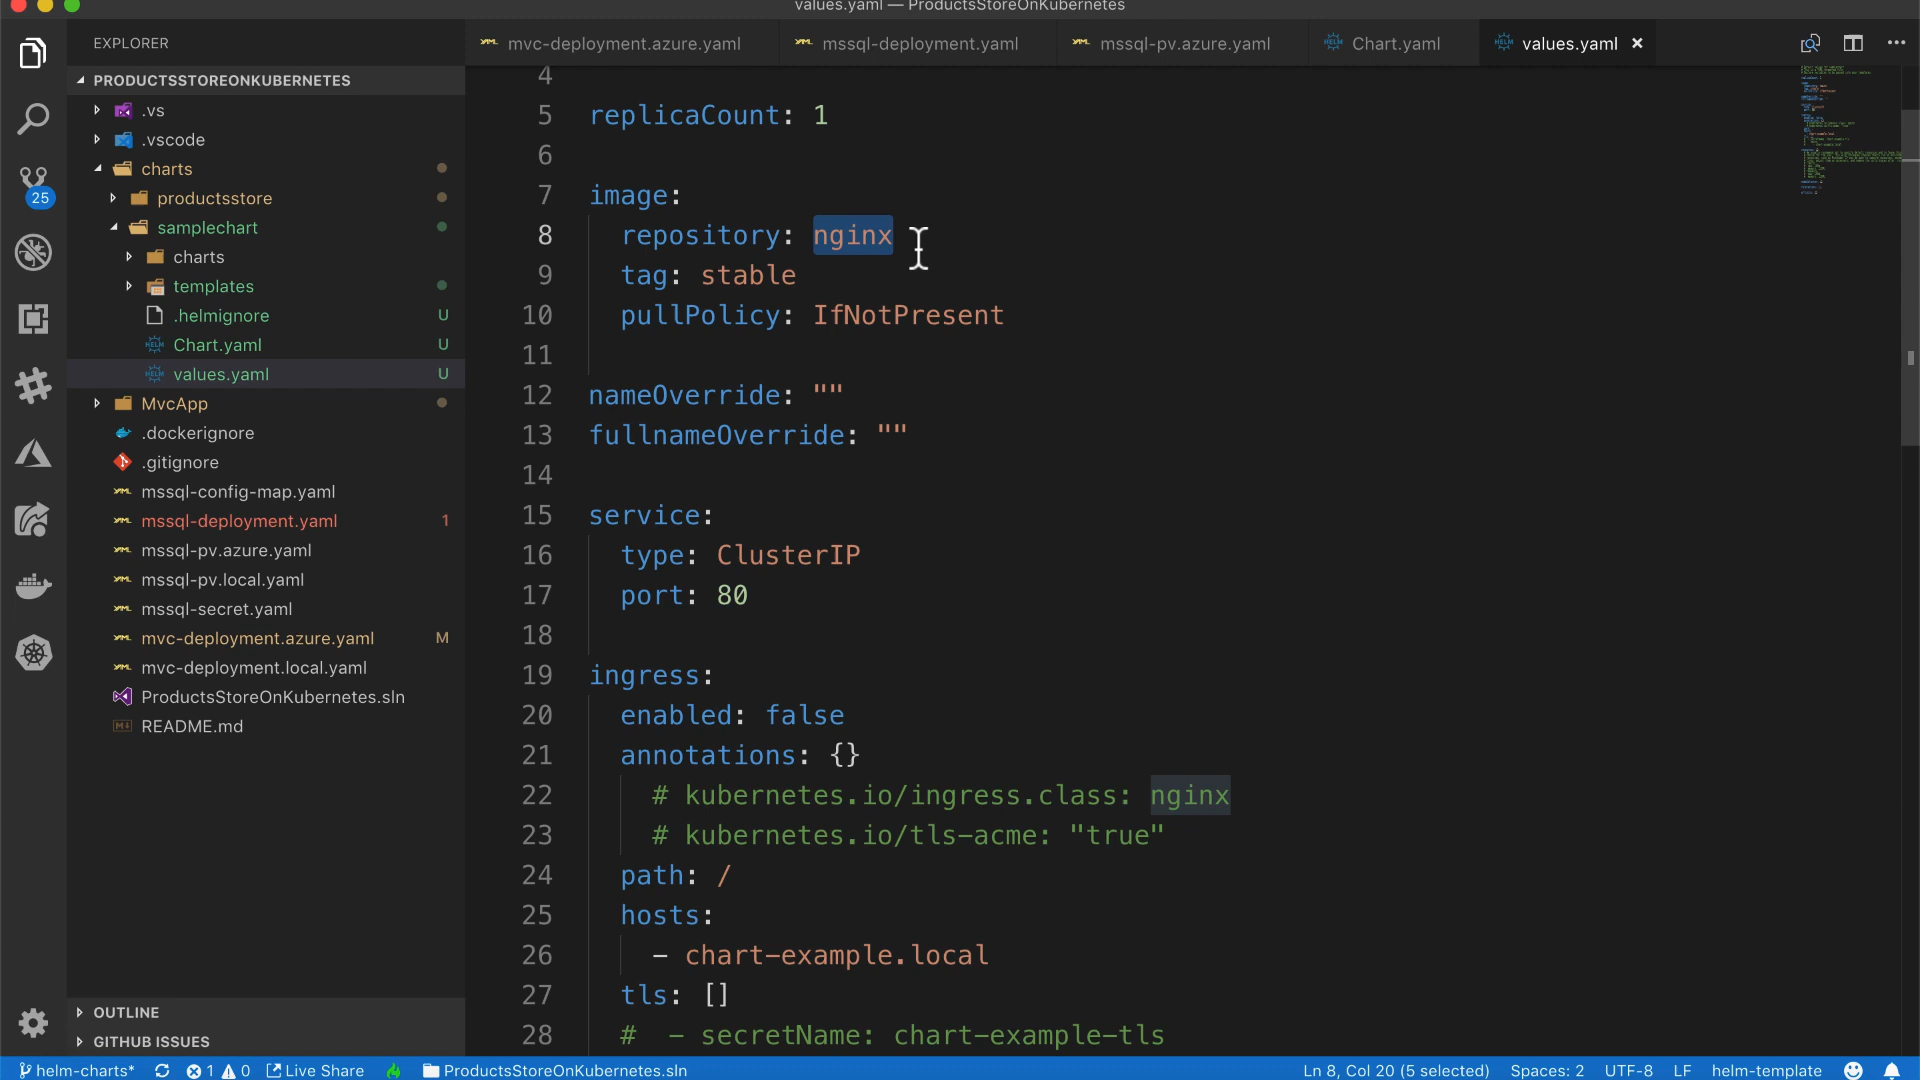 values.yaml — ProductsStoreOnKubernetes
EXPLORER
PRODUCTSSTOREONKUBERNETES
.vs
.vscode
charts
productsstore
samplechart
charts
templates
.helmignore U
Chart.yaml U
values.yaml U
MvcApp
.dockerignore
.gitignore
mssql-config-map.yaml
mssql-deployment.yaml 1
mssql-pv.azure.yaml
mssql-pv.local.yaml
mssql-secret.yaml
mvc-deployment.azure.yaml M
mvc-deployment.local.yaml
ProductsStoreOnKubernetes.sln
README.md
OUTLINE
GITHUB ISSUES
25
mvc-deployment.azure.yaml mssql-deployment.yaml mssql-pv.azure.yaml Chart.yaml values.yaml
4
5 replicaCount: 1
6
7 image:
8 repository: nginx
9 tag: stable
10 pullPolicy: IfNotPresent
11
12 nameOverride: ""
13 fullnameOverride: ""
14
15 service:
16 type: ClusterIP
17 port: 80
18
19 ingress:
20 enabled: false
21 annotations: {}
22 # kubernetes.io/ingress.class: nginx
23 # kubernetes.io/tls-acme: "true"
24 path: /
25 hosts:
26 - chart-example.local
27 tls: []
28 # - secretName: chart-example-tls
helm-charts* 1 0 Live Share ProductsStoreOnKubernetes.sln Ln 8, Col 20 (5 selected) Spaces: 2 UTF-8 LF helm-template